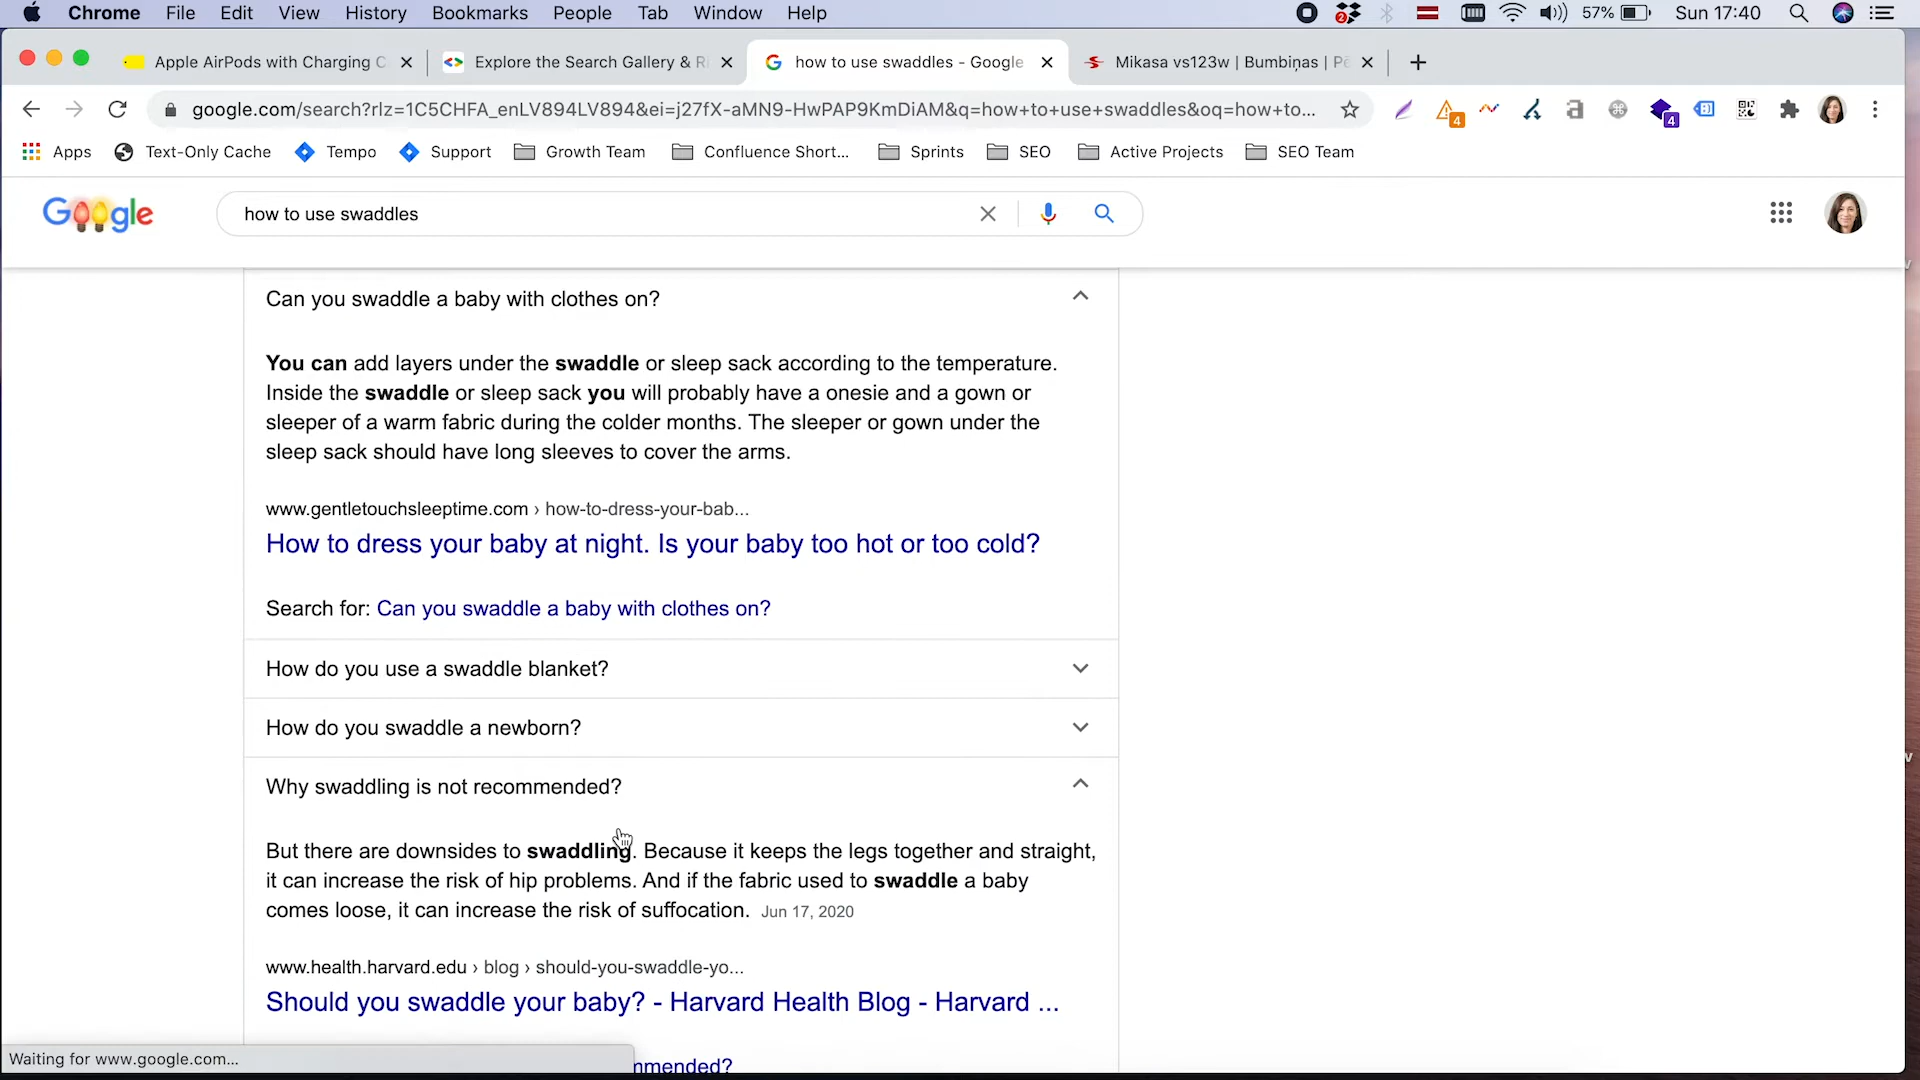 Chrome File Edit View History Bookmarks People Tab Window Help 2 57% Sun 17:40
Apple AirPods with Charging C Explore the Search Gallery & Ri how to use swaddles - Google Mikasa vs123w | Bumbiņas | Pē
google.com/search?rlz=1C5CHFA_enLV894LV894&ei=j27fX-aMN9-HwPAP9KmDiAM&q=how+to+use+swaddles&oq=how+to... 4 a 4
Apps Text-Only Cache Tempo Support Growth Team Confluence Short... Sprints SEO Active Projects SEO Team
Google how to use swaddles
Can you swaddle a baby with clothes on?
You can add layers under the swaddle or sleep sack according to the temperature.
Inside the swaddle or sleep sack you will probably have a onesie and a gown or
sleeper of a warm fabric during the colder months. The sleeper or gown under the
sleep sack should have long sleeves to cover the arms.
www.gentletouchsleeptime.com › how-to-dress-your-bab...
How to dress your baby at night. Is your baby too hot or too cold?
Search for: Can you swaddle a baby with clothes on?
How do you use a swaddle blanket?
How do you swaddle a newborn?
Why swaddling is not recommended?
But there are downsides to swaddling. Because it keeps the legs together and straight,
it can increase the risk of hip problems. And if the fabric used to swaddle a baby
comes loose, it can increase the risk of suffocation. Jun 17, 2020
www.health.harvard.edu › blog › should-you-swaddle-yo...
Should you swaddle your baby? - Harvard Health Blog - Harvard ...
Waiting for www.google.com...